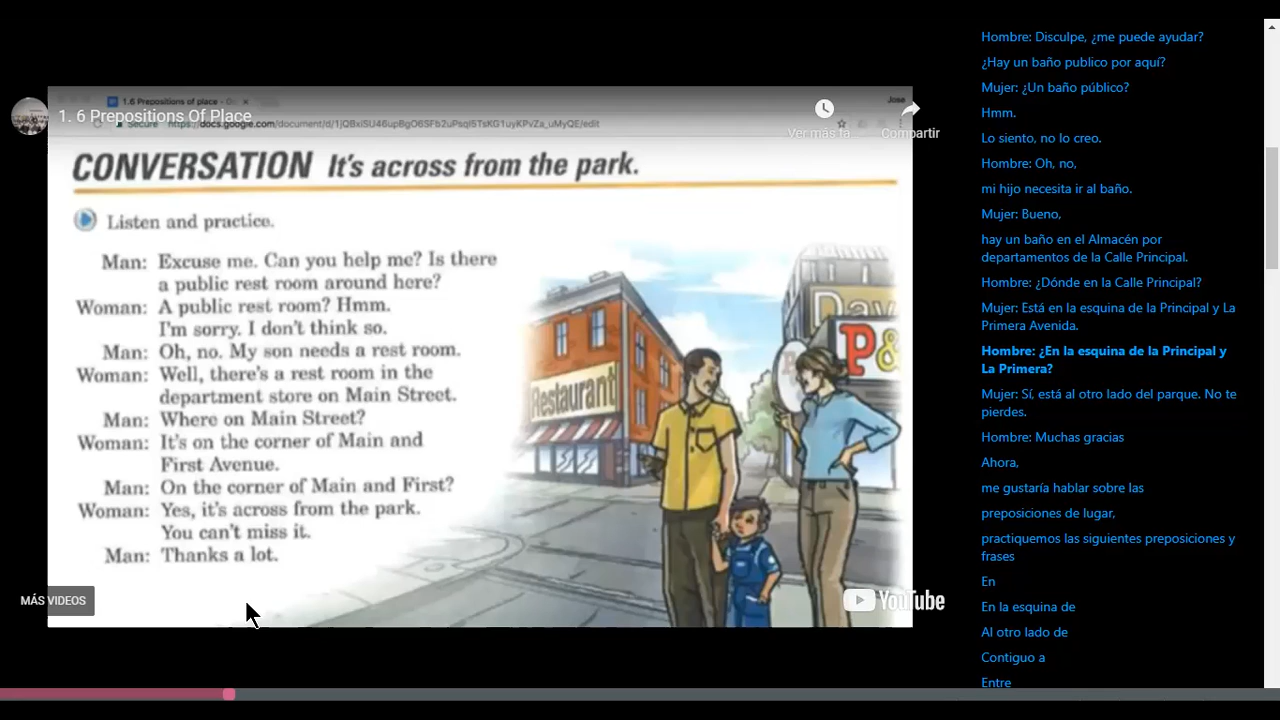 1.6 Prepositions of place - Go
Jose
1. 6 Prepositions Of Place
Secure
Ver más ta...
Compartir
CONVERSATION It's across from the park.
Listen and practice.
Man: Excuse me. Can you help me? Is there
a public rest room around here?
Woman: A public rest room? Hmm.
I'm sorry. I don't think so.
Man: Oh, no. My son needs a rest room.
Woman: Well, there's a rest room in the
department store on Main Street.
Man: Where on Main Street?
Woman: It's on the corner of Main and
First Avenue.
Man: On the corner of Main and First?
Woman: Yes, it's across from the park.
You can't miss it.
Man: Thanks a lot.
Restaurant
Dav
P&
MÁS VIDEOS
YouTube
Hombre: Disculpe, ¿me puede ayudar?
¿Hay un baño publico por aquí?
Mujer: ¿Un baño público?
Hmm.
Lo siento, no lo creo.
Hombre: Oh, no,
mi hijo necesita ir al baño.
Mujer: Bueno,
hay un baño en el Almacén por
departamentos de la Calle Principal.
Hombre: ¿Dónde en la Calle Principal?
Mujer: Está en la esquina de la Principal y La
Primera Avenida.
Hombre: ¿En la esquina de la Principal y
La Primera?
Mujer: Sí, está al otro lado del parque. No te
pierdes.
Hombre: Muchas gracias
Ahora,
me gustaría hablar sobre las
preposiciones de lugar,
practiquemos las siguientes preposiciones y
frases
En
En la esquina de
Al otro lado de
Contiguo a
Entre